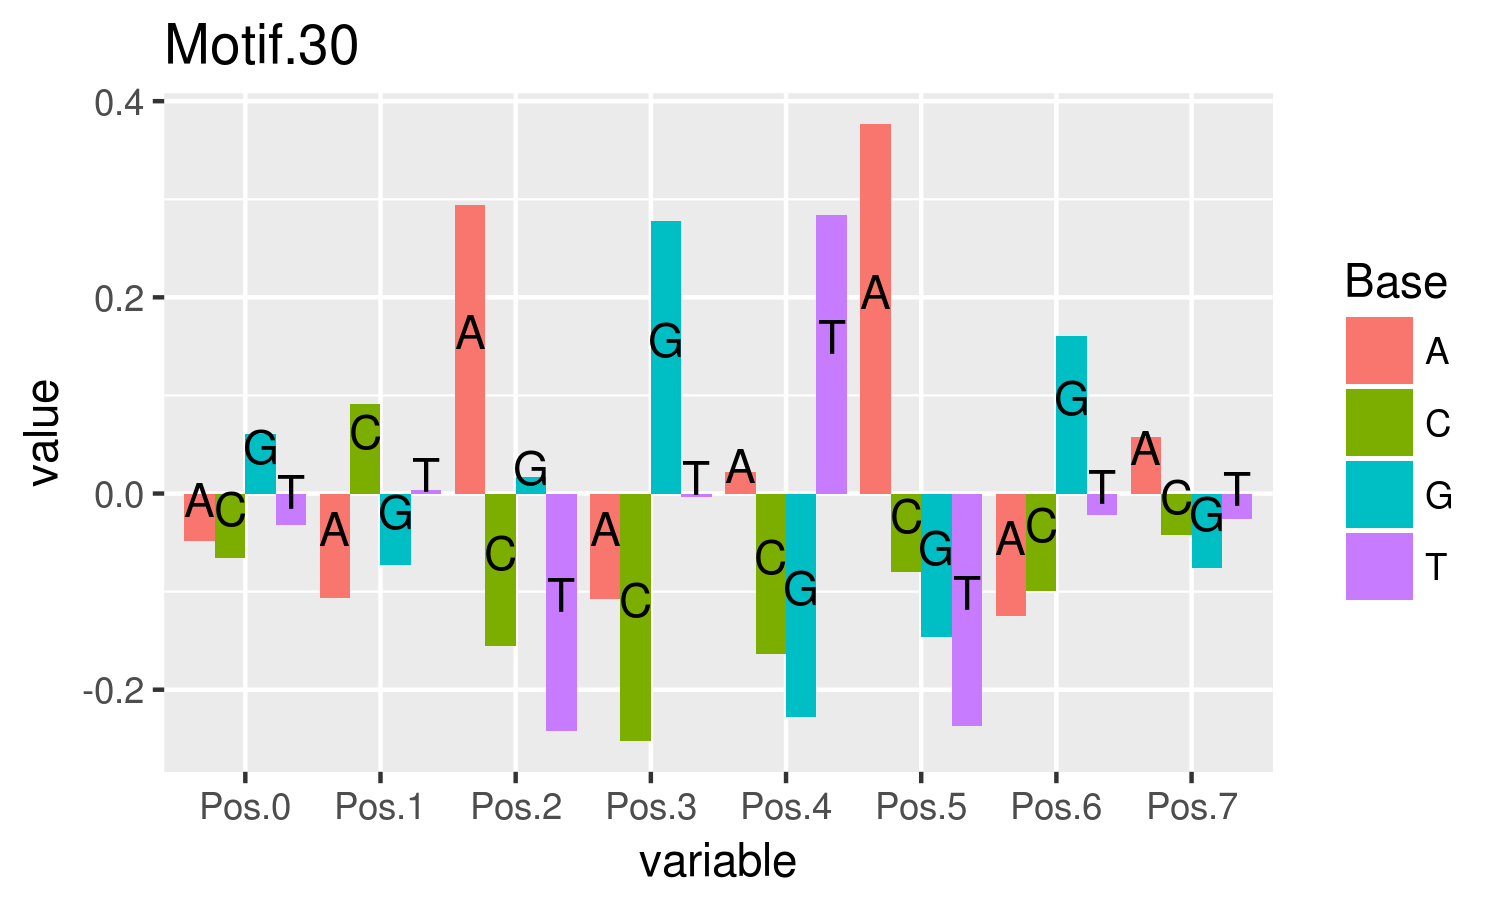 Motif.30
0.4
0.2
0.0
-0.2
value
A C G T
A C G T
A C G T
A C G T
A C G T
A C G T
A C G T
A C G T
Pos.0 Pos.1 Pos.2 Pos.3 Pos.4 Pos.5 Pos.6 Pos.7
variable
Base
A
C
G
T